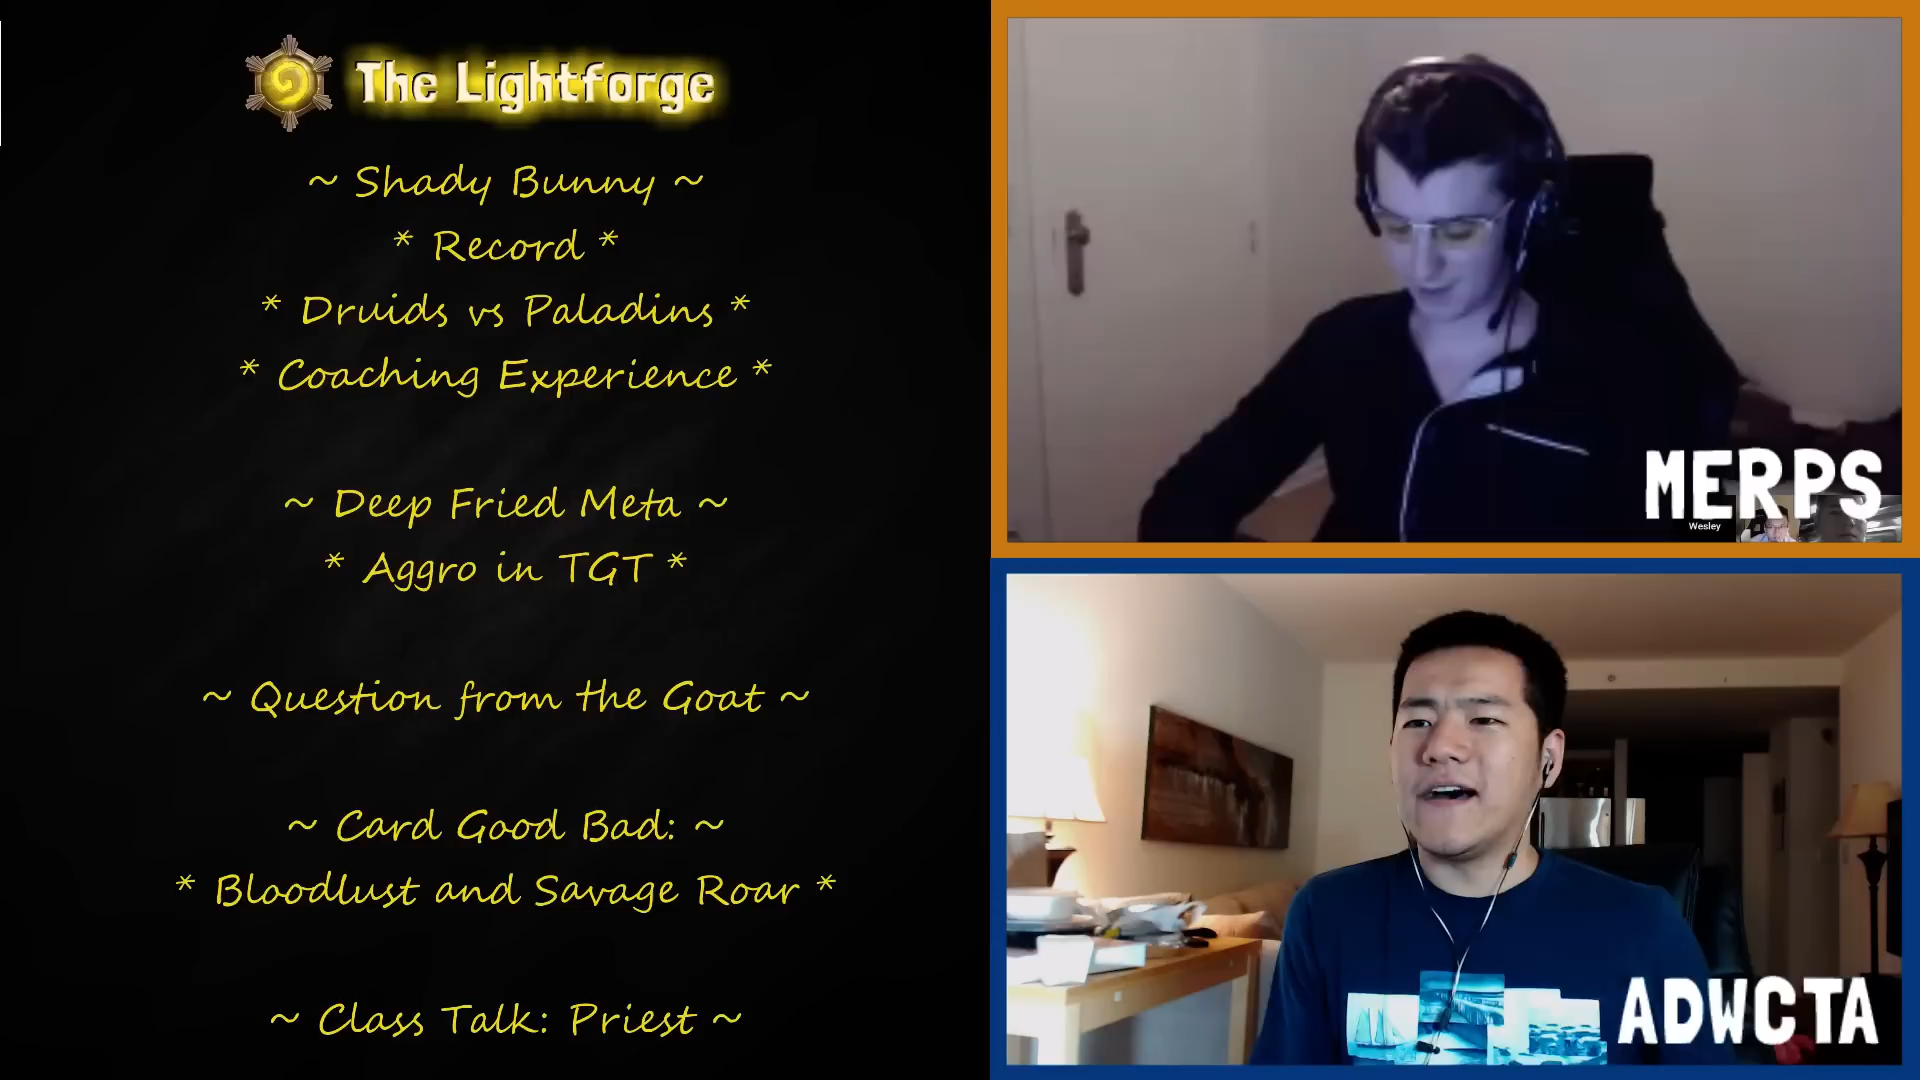 The Lightforge
~ Shady Bunny ~
* Record *
* Druids vs Paladins *
* Coaching Experience *
~ Deep Fried Meta ~
* Aggro in TGT *
~ Question from the Goat ~
~ Card Good Bad: ~
* Bloodlust and Savage Roar *
~ Class Talk: Priest ~
MERPS
Wesley
ADWCTA